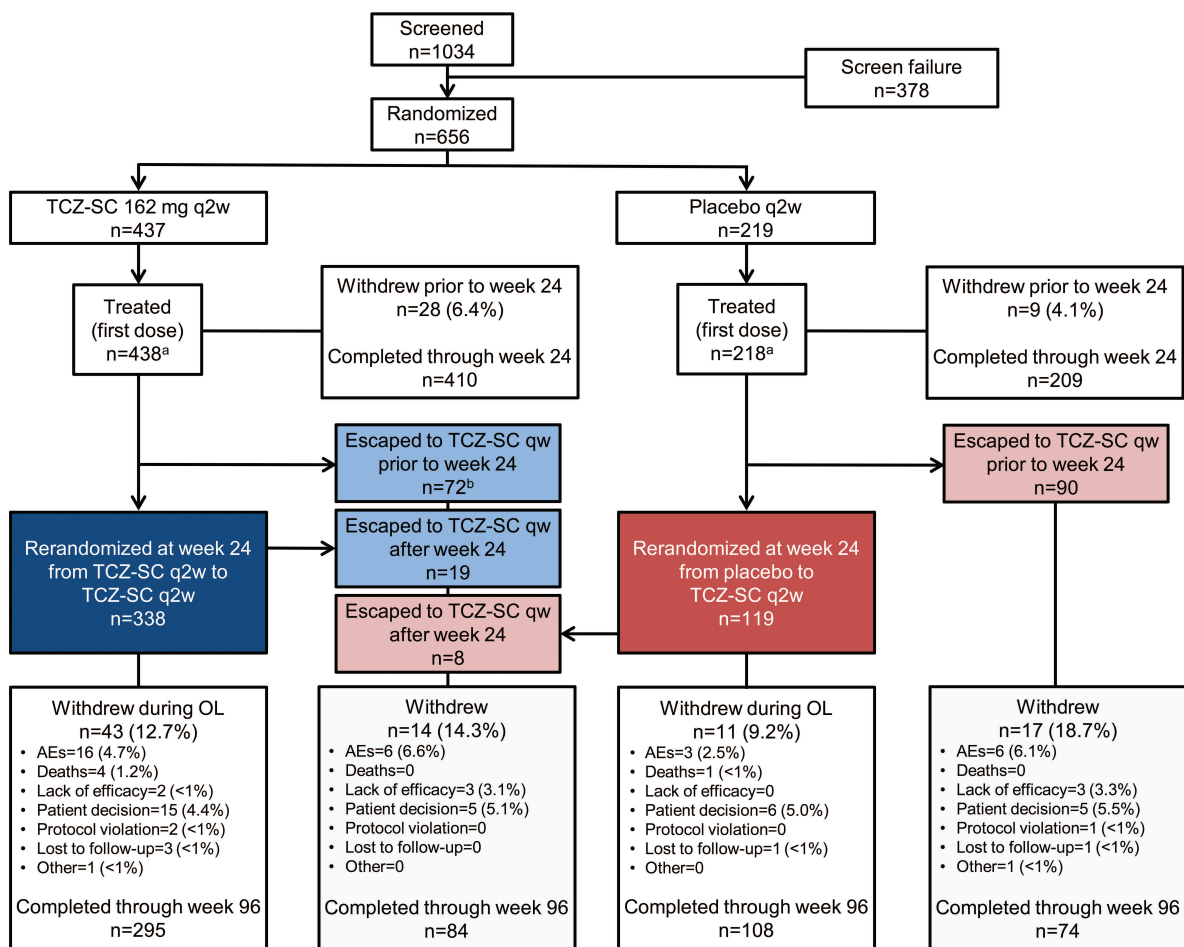 Screened
n=1034
Screen failure
n=378
Randomized
n=656
TCZ-SC 162 mg q2w
n=437
Placebo q2w
n=219
Treated
(first dose)
n=438ᵃ
Withdrew prior to week 24
n=28 (6.4%)
Completed through week 24
n=410
Treated
(first dose)
n=218ᵃ
Withdrew prior to week 24
n=9 (4.1%)
Completed through week 24
n=209
Escaped to TCZ-SC qw
prior to week 24
n=72ᵇ
Escaped to TCZ-SC qw
prior to week 24
n=90
Rerandomized at week 24
from TCZ-SC q2w to
TCZ-SC q2w
n=338
Escaped to TCZ-SC qw
after week 24
n=19
Escaped to TCZ-SC qw
after week 24
n=8
Rerandomized at week 24
from placebo to
TCZ-SC q2w
n=119
Withdrew during OL
n=43 (12.7%)
• AEs=16 (4.7%)
• Deaths=4 (1.2%)
• Lack of efficacy=2 (<1%)
• Patient decision=15 (4.4%)
• Protocol violation=2 (<1%)
• Lost to follow-up=3 (<1%)
• Other=1 (<1%)
Completed through week 96
n=295
Withdrew
n=14 (14.3%)
• AEs=6 (6.6%)
• Deaths=0
• Lack of efficacy=3 (3.1%)
• Patient decision=5 (5.1%)
• Protocol violation=0
• Lost to follow-up=0
• Other=0
Completed through week 96
n=84
Withdrew during OL
n=11 (9.2%)
• AEs=3 (2.5%)
• Deaths=1 (<1%)
• Lack of efficacy=0
• Patient decision=6 (5.0%)
• Protocol violation=0
• Lost to follow-up=1 (<1%)
• Other=0
Completed through week 96
n=108
Withdrew
n=17 (18.7%)
• AEs=6 (6.1%)
• Deaths=0
• Lack of efficacy=3 (3.3%)
• Patient decision=5 (5.5%)
• Protocol violation=1 (<1%)
• Lost to follow-up=1 (<1%)
• Other=1 (<1%)
Completed through week 96
n=74